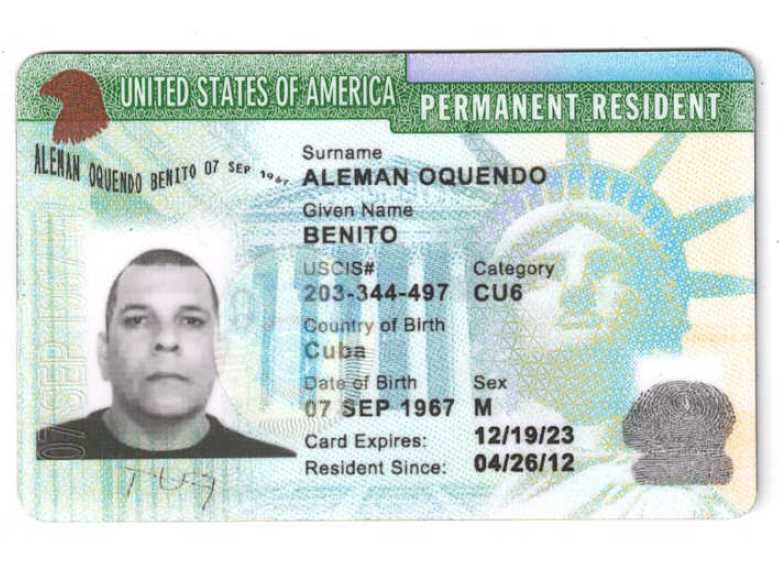 UNITED STATES OF AMERICA
PERMANENT RESIDENT
ALEMAN OQUENDO BENITO 07 SEP 1967
Surname
ALEMAN OQUENDO
Given Name
BENITO
USCIS# Category
203-344-497 CU6
Country of Birth
Cuba
Date of Birth Sex
07 SEP 1967 M
Card Expires: 12/19/23
Resident Since: 04/26/12
07 SEP 1967